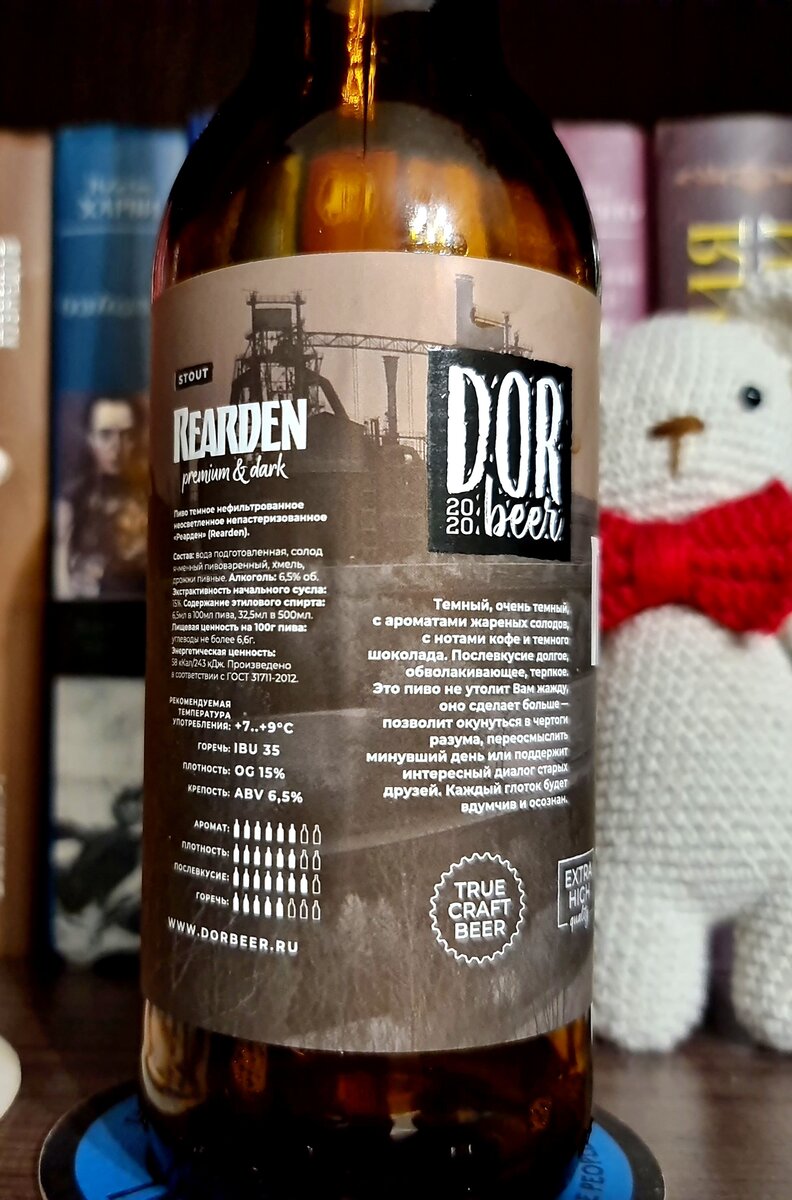 STOUT
REARDEN
premium & dark
Пиво темное нефильтрованное
неосветленное непастеризованное
«Реарден» (Rearden).
Состав: вода подготовленная, солод
ячменный пивоваренный, хмель,
дрожжи пивные. Алкоголь: 6,5% об.
Экстрактивность начального сусла:
15%. Содержание этилового спирта:
6,5мл в 100мл пива, 32,5мл в 500мл.
Пищевая ценность на 100г пива:
углеводы не более 6,6г.
Энергетическая ценность:
58 кКал/243 кДж. Произведено
в соответствии с ГОСТ 31711-2012.
РЕКОМЕНДУЕМАЯ
ТЕМПЕРАТУРА
УПОТРЕБЛЕНИЯ: +7..+9°С
ГОРЕЧЬ: IBU 35
ПЛОТНОСТЬ: OG 15%
КРЕПОСТЬ: ABV 6,5%
АРОМАТ:
ПЛОТНОСТЬ:
ПОСЛЕВКУСИЕ:
ГОРЕЧЬ:
WWW.DORBEER.RU
DOR
20
20.
beer
Темный, очень темный,
с ароматами жареных солодов,
с нотами кофе и темного
шоколада. Послевкусие долгое,
обволакивающее, терпкое.
Это пиво не утолит Вам жажду,
оно сделает больше —
позволит окунуться в чертоги
разума, переосмыслить
минувший день или поддержит
интересный диалог старых
друзей. Каждый глоток будет
вдумчив и осознан.
TRUE
CRAFT
BEER
EXTRA
HIGH
quality
PEOPLE